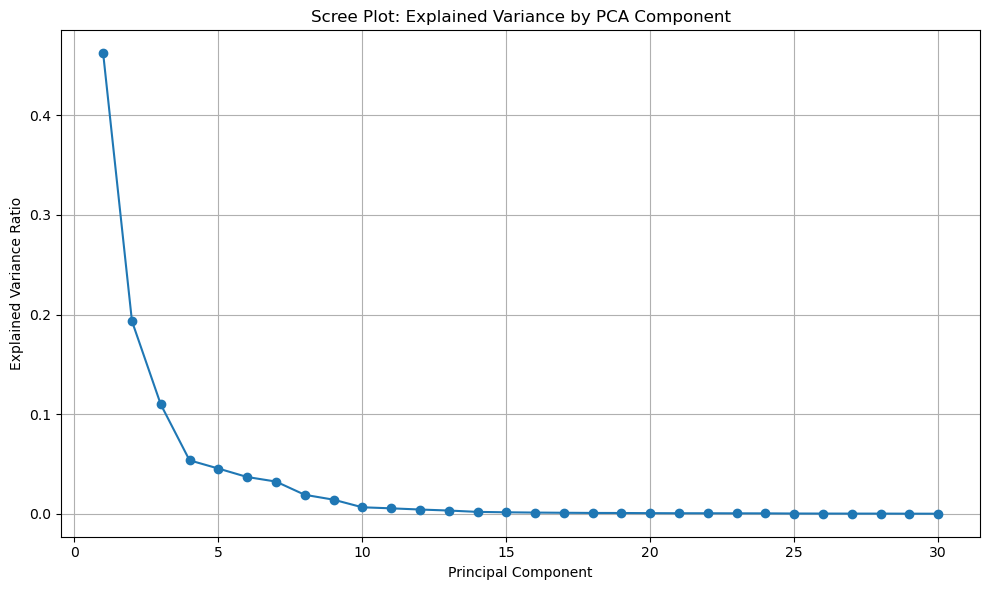 Scree Plot: Explained Variance by PCA Component
Explained Variance Ratio
0.4
0.3
0.2
0.1
0.0
0 5 10 15 20 25 30
Principal Component